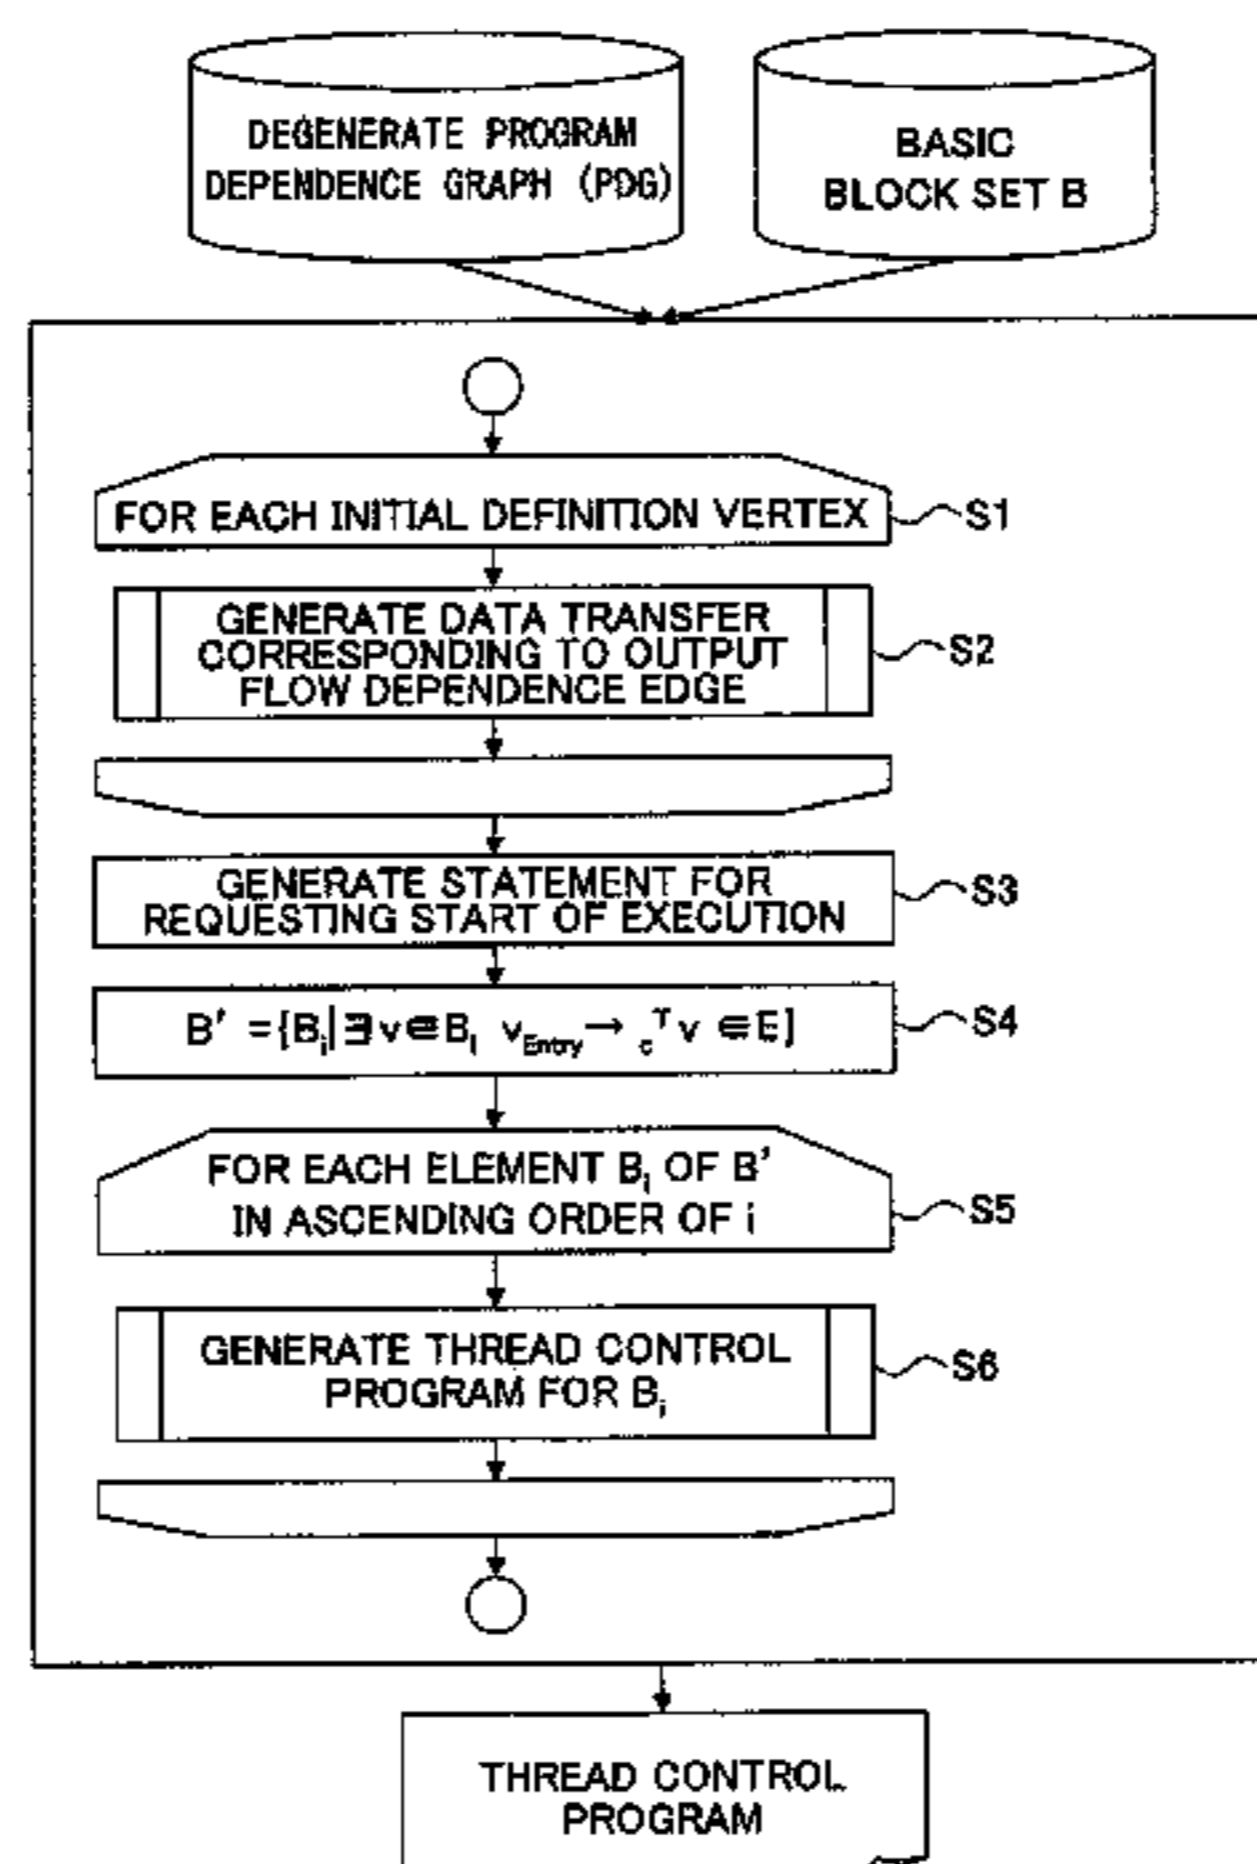 DEGENERATE PROGRAM
DEPENDENCE GRAPH (PDG)
BASIC
BLOCK SET B
FOR EACH INITIAL DEFINITION VERTEX
S1
GENERATE DATA TRANSFER
CORRESPONDING TO OUTPUT
FLOW DEPENDENCE EDGE
S2
GENERATE STATEMENT FOR
REQUESTING START OF EXECUTION
S3
B' = {Bᵢ | ∃ v ∈ Bᵢ v_Entry → _c^T v ∈ E}
S4
FOR EACH ELEMENT Bᵢ OF B'
IN ASCENDING ORDER OF i
S5
GENERATE THREAD CONTROL
PROGRAM FOR Bᵢ
S6
THREAD CONTROL
PROGRAM